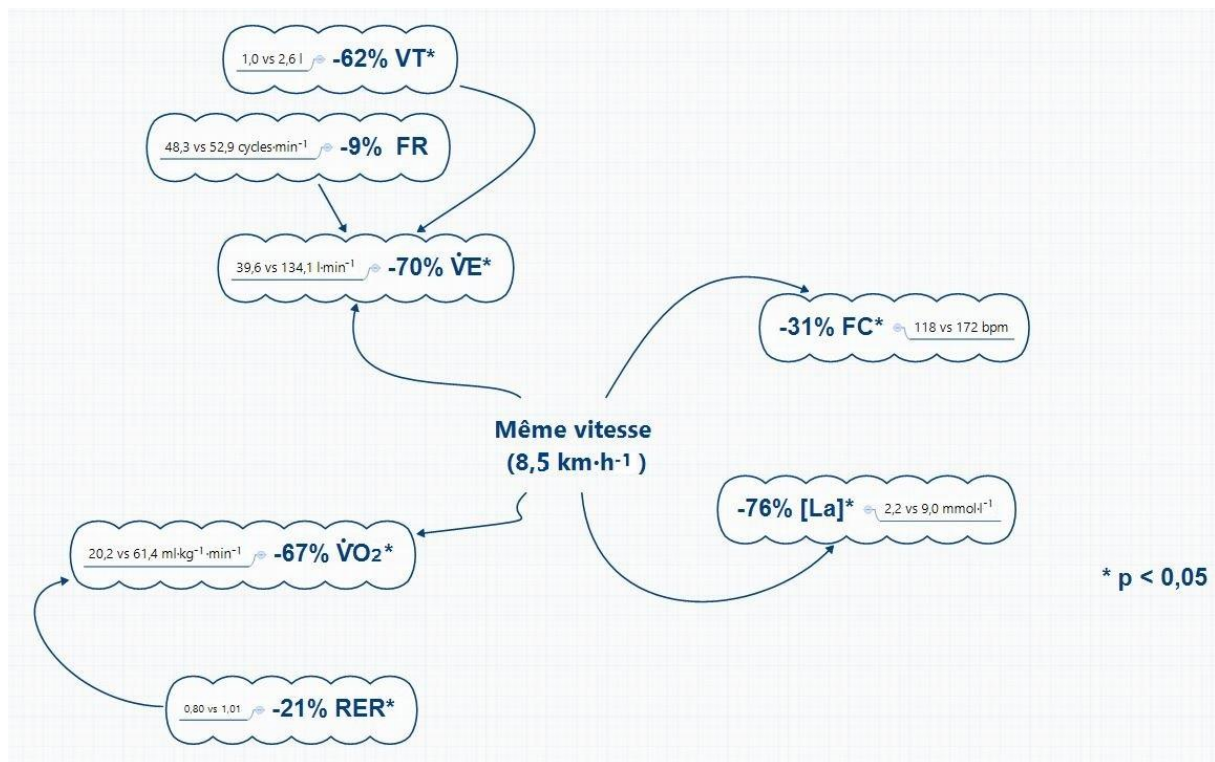 1,0 vs 2,6 l -62% VT*
48,3 vs 52,9 cycles·min⁻¹ -9% FR
39,6 vs 134,1 l·min⁻¹ -70% V̇E*
-31% FC* 118 vs 172 bpm
Même vitesse
(8,5 km·h⁻¹ )
-76% [La]* 2,2 vs 9,0 mmol·l⁻¹
20,2 vs 61,4 ml·kg⁻¹·min⁻¹ -67% V̇O₂*
* p < 0,05
0,80 vs 1,01 -21% RER*